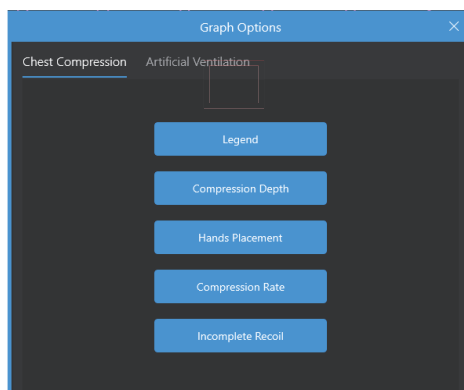 Graph Options
Chest Compression Artificial Ventilation
Legend
Compression Depth
Hands Placement
Compression Rate
Incomplete Recoil